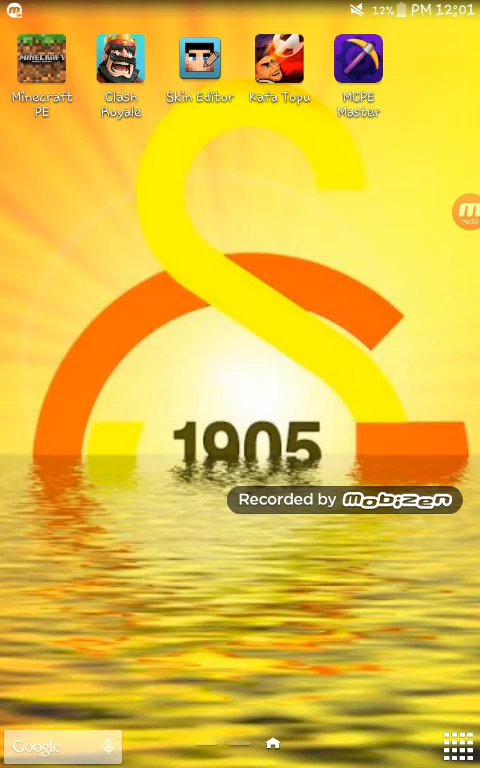 12% PM 12:01
MINECRAFT
Minecraft PE
Clash Royale
Skin Editor
Kafa Topu
MCPE Master
1905
Recorded by Mobizen
Google